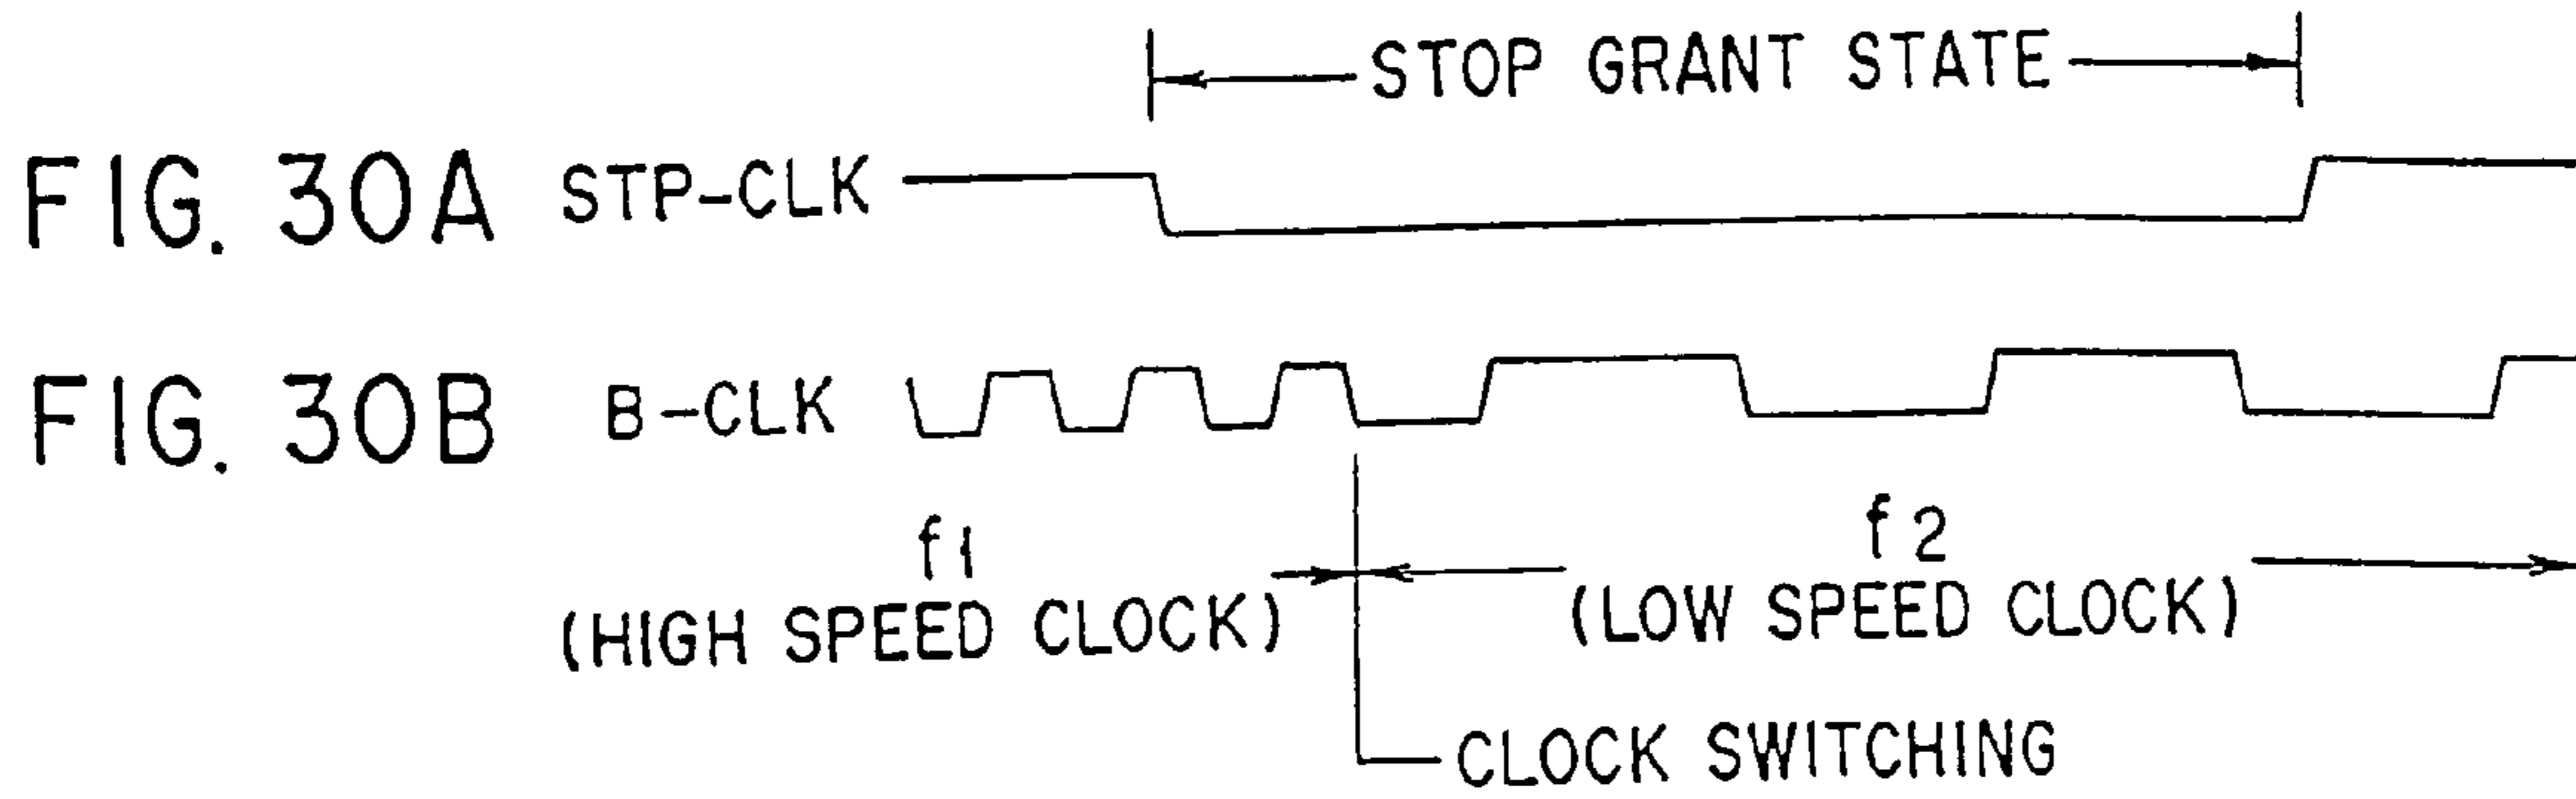 STOP GRANT STATE
FIG. 30A STP-CLK
FIG. 30B B-CLK
f1
(HIGH SPEED CLOCK)
f2
(LOW SPEED CLOCK)
CLOCK SWITCHING